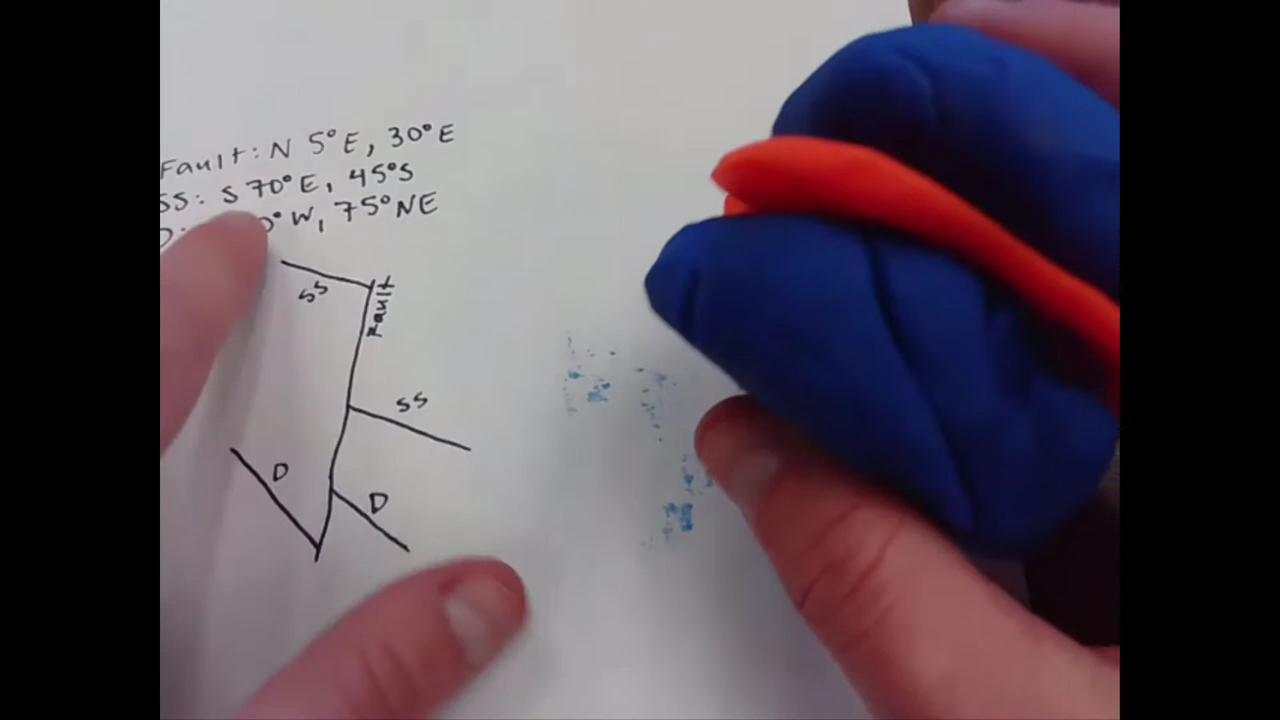 Fault: N 5°E, 30°E
SS: S 70°E, 45°S
W, 75°NE
SS
Fault
SS
D
D